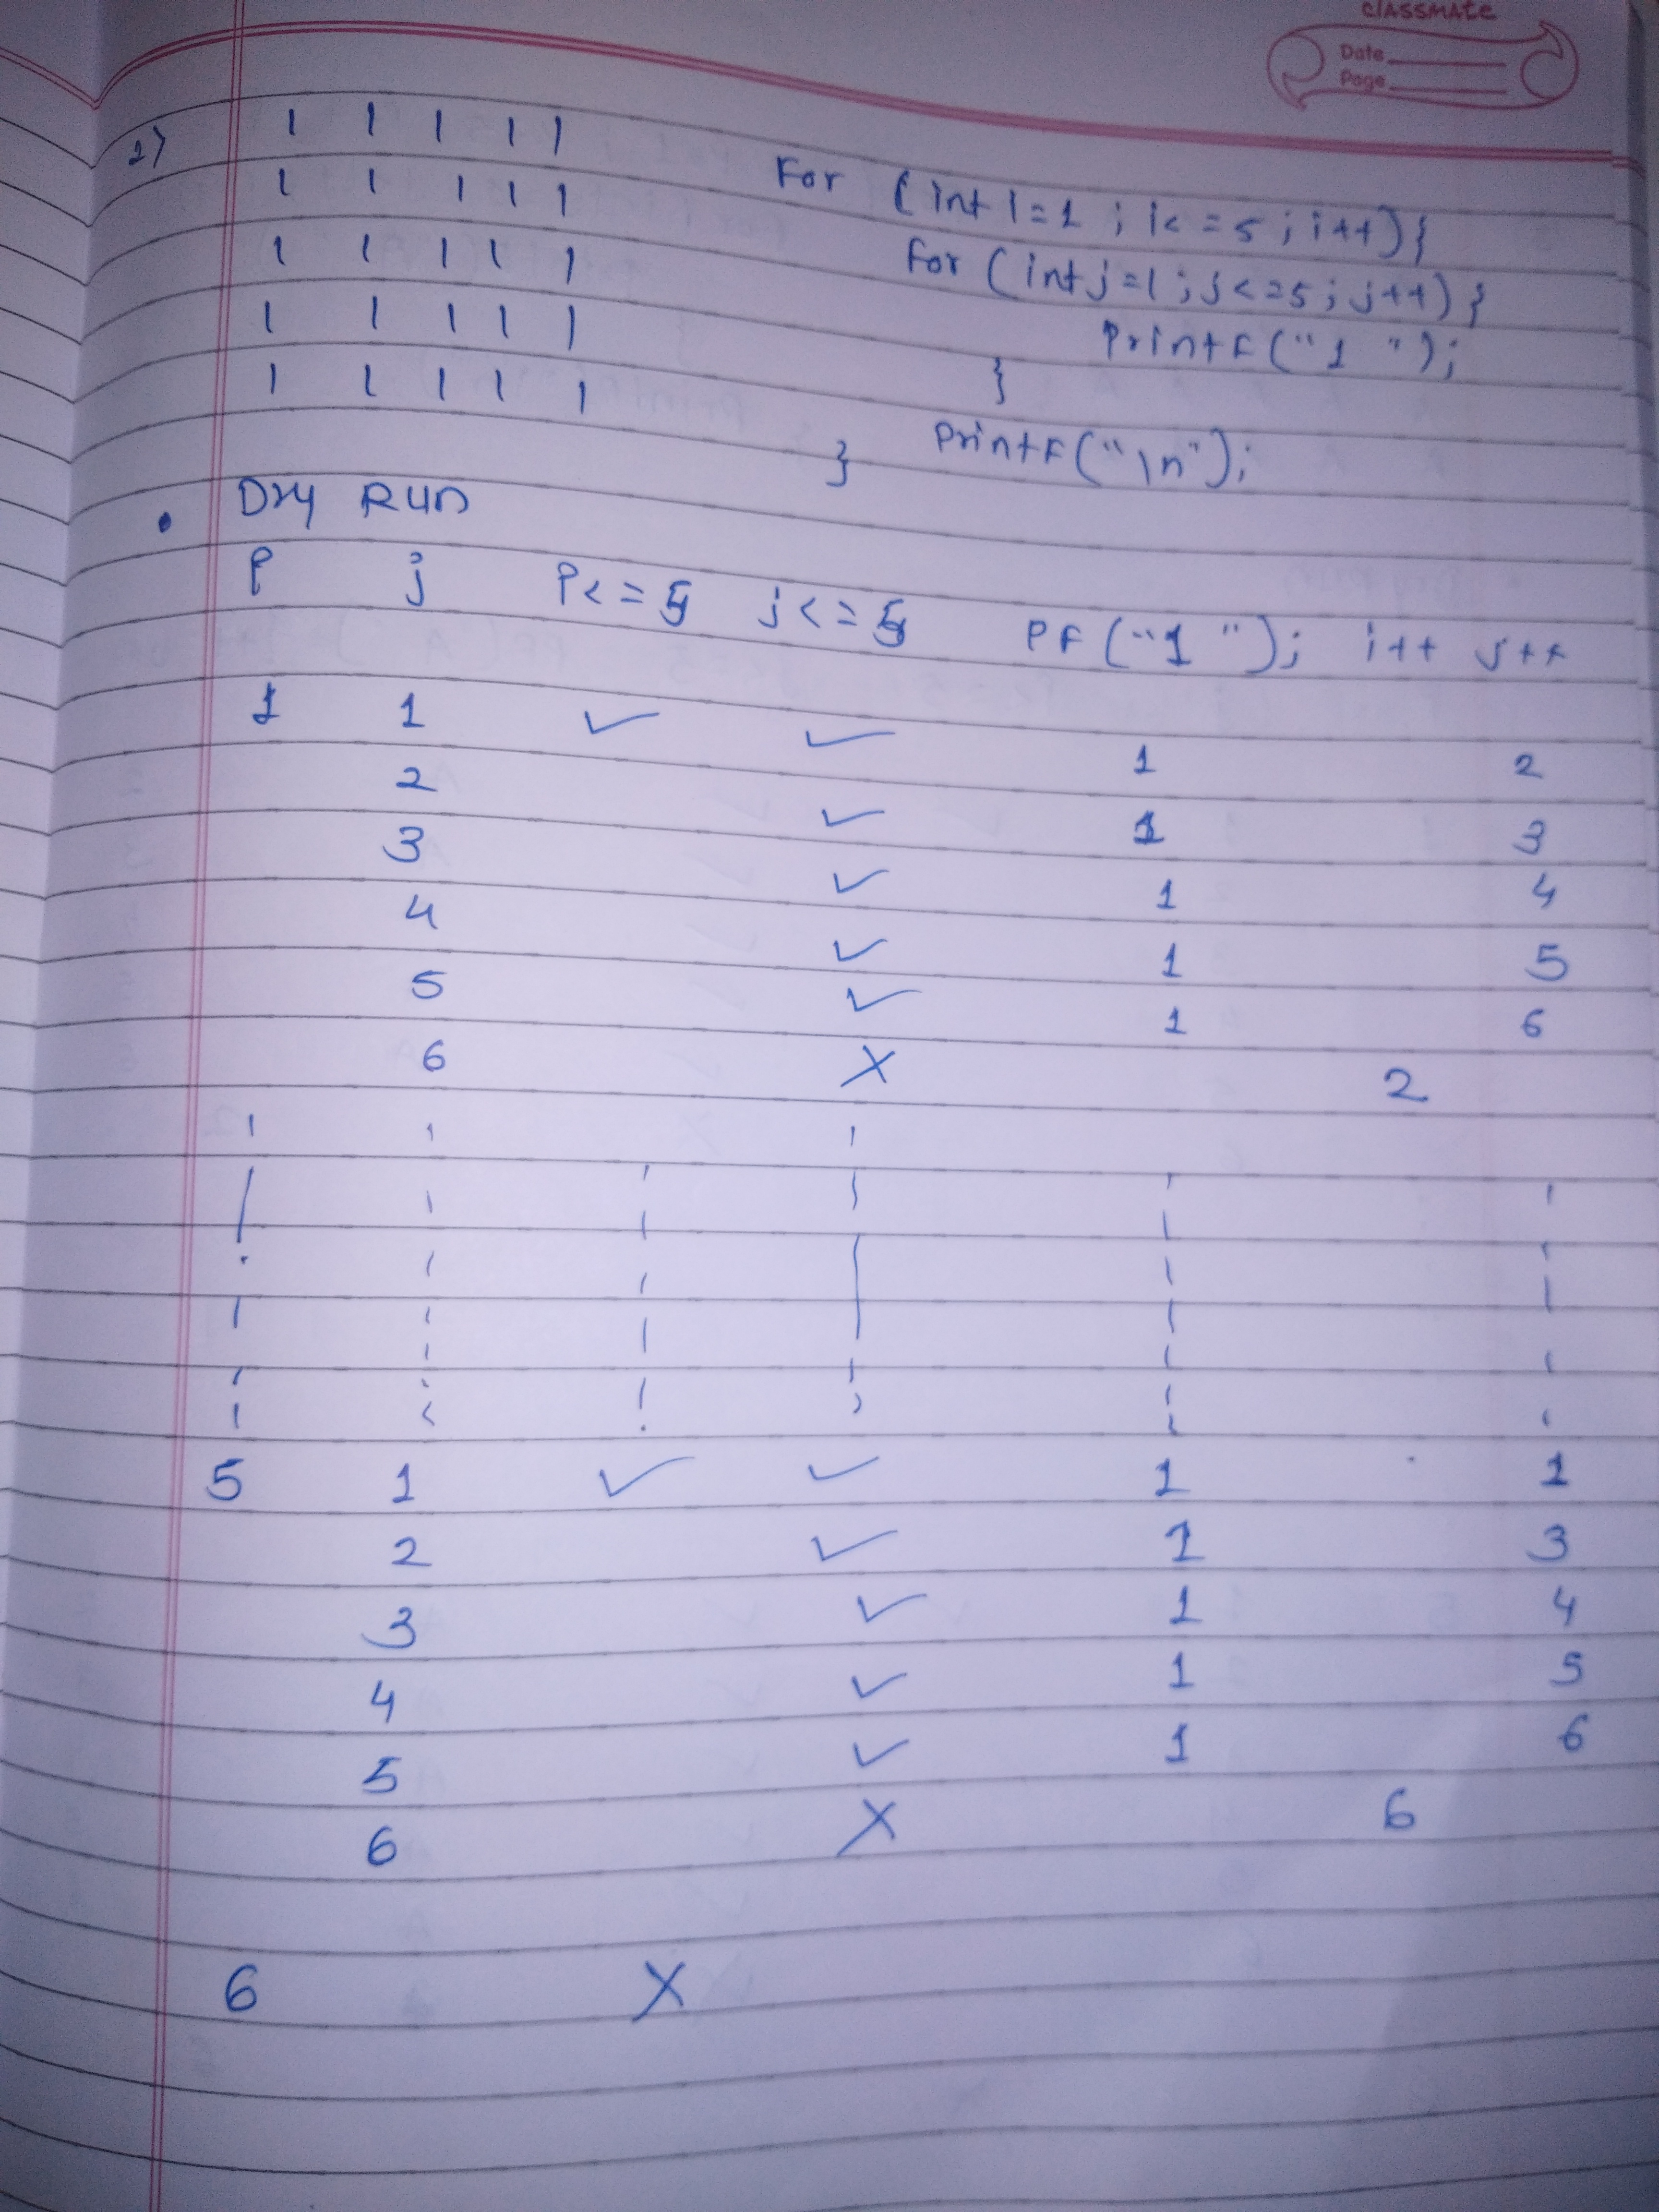 classmate
Date
Page
2)
1 1 1 1 1
1 1 1 1 1
1 1 1 1 1
1 1 1 1 1
1 1 1 1 1
For (int i=1 ; i<=5 ; i++){
for (int j=1 ; j<=5 ; j++) {
printf("1 ");
}
printf("\n");
}
• Dry Run
i j i<=5 j<=5 PF("1 "); i++ j++
1 1 ✓ ✓ 1 2
2 ✓ 1 3
3 ✓ 1 4
4 ✓ 1 5
5 ✓ 1 6
6 X 2
5 1 ✓ ✓ 1 1
2 ✓ 1 3
3 ✓ 1 4
4 ✓ 1 5
5 ✓ 1 6
6 X 6
6 X